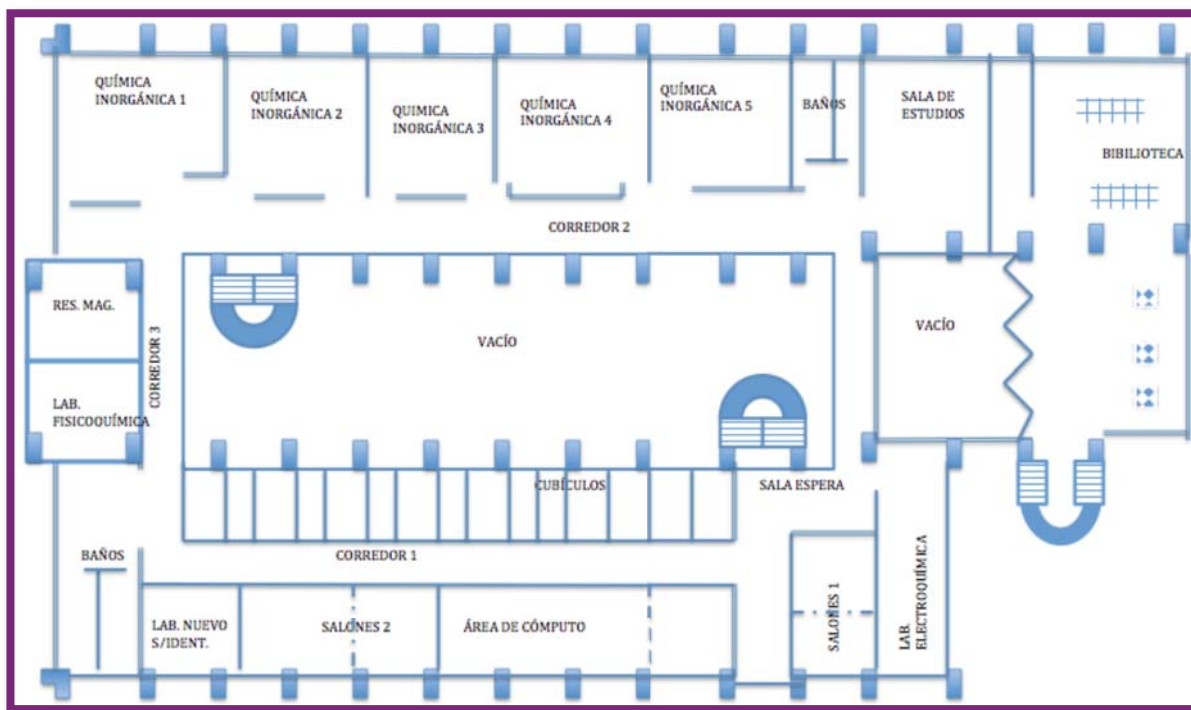 QUÍMICA
INORGÁNICA 1
QUÍMICA
INORGÁNICA 2
QUIMICA
INORGÁNICA 3
QUÍMICA
INORGÁNICA 4
QUÍMICA
INORGÁNICA 5
BAÑOS
SALA DE
ESTUDIOS
BIBILIOTECA
CORREDOR 2
RES. MAG.
CORREDOR 3
VACÍO
VACÍO
LAB.
FISICOQUÍMICA
CUBÍCULOS
SALA ESPERA
BAÑOS
CORREDOR 1
LAB. NUEVO
S/IDENT.
SALONES 2
ÁREA DE CÓMPUTO
SALONES 1
LAB.
ELECTROQUÍMICA